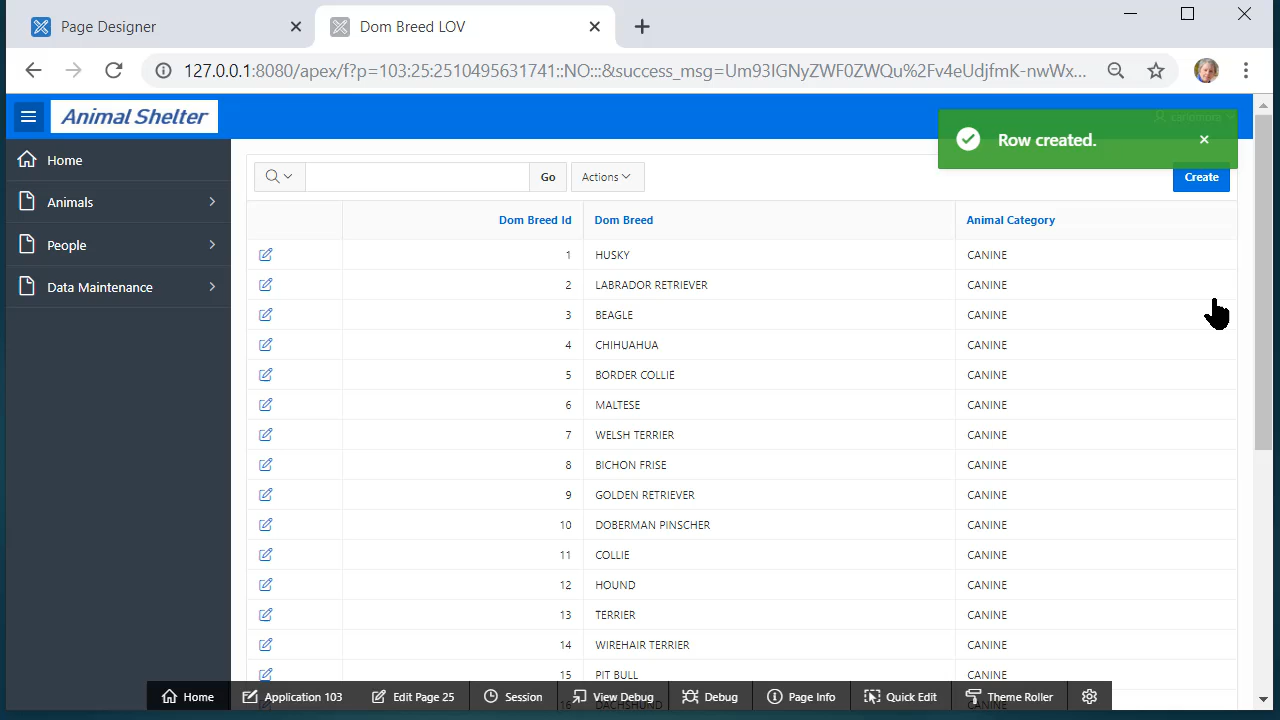 Page Designer
Dom Breed LOV
127.0.0.1:8080/apex/f?p=103:25:2510495631741::NO:::&success_msg=Um93IGNyZWF0ZWQu%2Fv4eUdjfmK-nwWx...
Animal Shelter
Row created.
Home
Animals
People
Data Maintenance
Go
Actions
Create
Dom Breed Id Dom Breed Animal Category
1 HUSKY CANINE
2 LABRADOR RETRIEVER CANINE
3 BEAGLE CANINE
4 CHIHUAHUA CANINE
5 BORDER COLLIE CANINE
6 MALTESE CANINE
7 WELSH TERRIER CANINE
8 BICHON FRISE CANINE
9 GOLDEN RETRIEVER CANINE
10 DOBERMAN PINSCHER CANINE
11 COLLIE CANINE
12 HOUND CANINE
13 TERRIER CANINE
14 WIREHAIR TERRIER CANINE
15 PIT BULL CANINE
16 DACHSHUND CANINE
Home Application 103 Edit Page 25 Session View Debug Debug Page Info Quick Edit Theme Roller